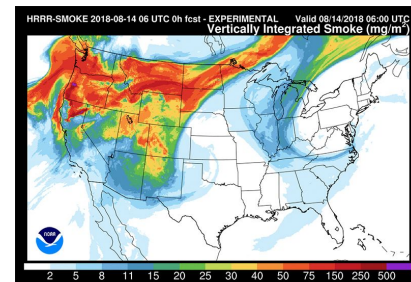 HRRR-SMOKE 2018-08-14 06 UTC 0h fcst - EXPERIMENTAL Valid 08/14/2018 06:00 UTC
Vertically Integrated Smoke (mg/m²)
noaa
2 5 8 11 15 20 25 30 40 50 75 150 250 500